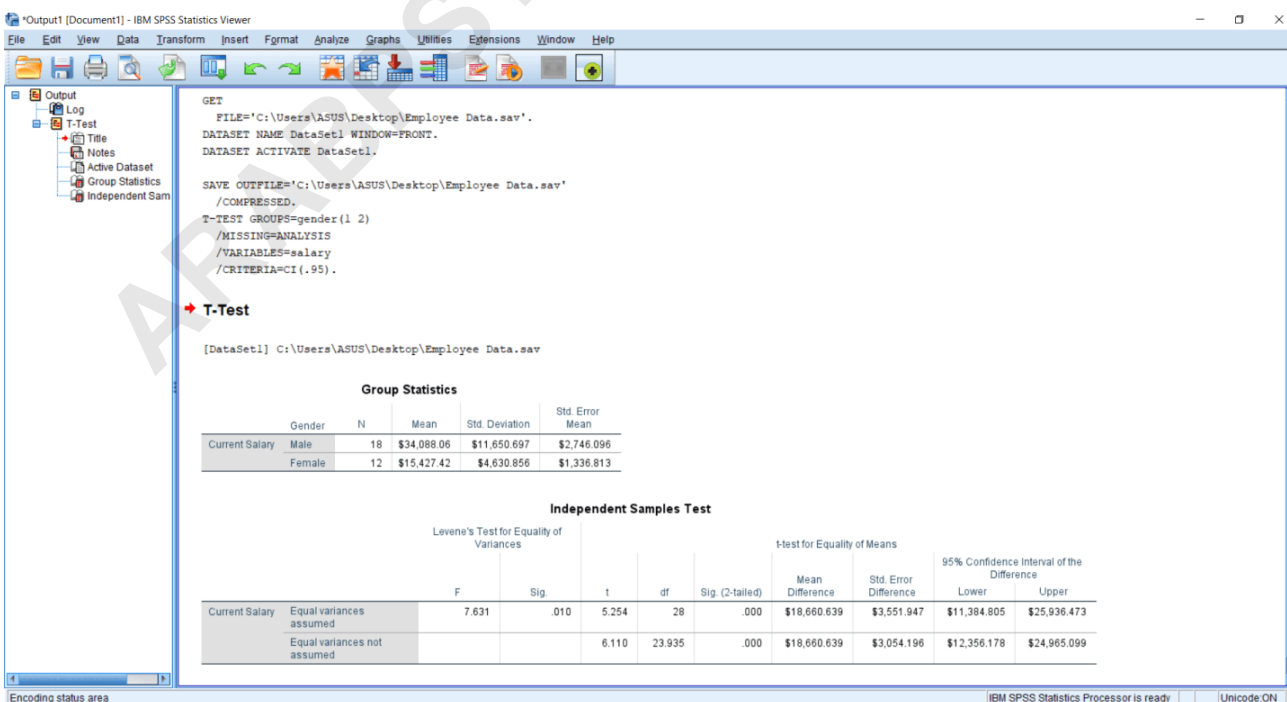 *Output1 [Document1] - IBM SPSS Statistics Viewer
File Edit View Data Transform Insert Format Analyze Graphs Utilities Extensions Window Help
Output
Log
T-Test
Title
Notes
Active Dataset
Group Statistics
Independent Sam
GET
FILE='C:\Users\ASUS\Desktop\Employee Data.sav'.
DATASET NAME DataSet1 WINDOW=FRONT.
DATASET ACTIVATE DataSet1.
SAVE OUTFILE='C:\Users\ASUS\Desktop\Employee Data.sav'
/COMPRESSED.
T-TEST GROUPS=gender(1 2)
/MISSING=ANALYSIS
/VARIABLES=salary
/CRITERIA=CI(.95).
T-Test
[DataSet1] C:\Users\ASUS\Desktop\Employee Data.sav
Group Statistics
Gender N Mean Std. Deviation Std. Error Mean
Current Salary Male 18 $34,088.06 $11,650.697 $2,746.096
Female 12 $15,427.42 $4,630.856 $1,336.813
Independent Samples Test
Levene's Test for Equality of Variances t-test for Equality of Means
95% Confidence Interval of the Difference
F Sig. t df Sig. (2-tailed) Mean Difference Std. Error Difference Lower Upper
Current Salary Equal variances assumed 7.631 .010 5.254 28 .000 $18,660.639 $3,551.947 $11,384.805 $25,936.473
Equal variances not assumed 6.110 23.935 .000 $18,660.639 $3,054.196 $12,356.178 $24,965.099
Encoding status area IBM SPSS Statistics Processor is ready Unicode:ON